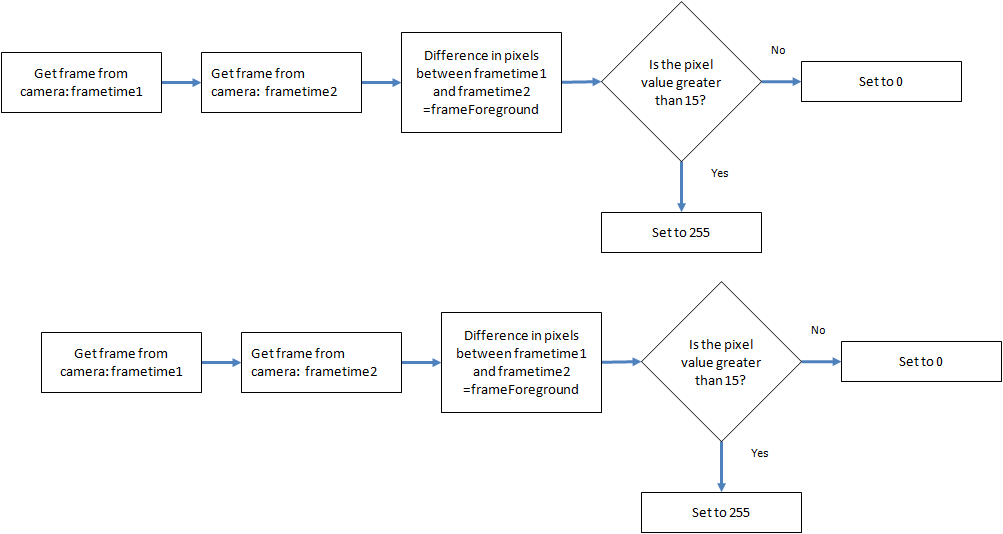 Get frame from
camera: frametime1
Get frame from
camera: frametime2
Difference in pixels
between frametime1
and frametime2
=frameForeground
Is the pixel
value greater
than 15?
No
Set to 0
Yes
Set to 255
Get frame from
camera: frametime1
Get frame from
camera: frametime2
Difference in pixels
between frametime1
and frametime2
=frameForeground
Is the pixel
value greater
than 15?
No
Set to 0
Yes
Set to 255